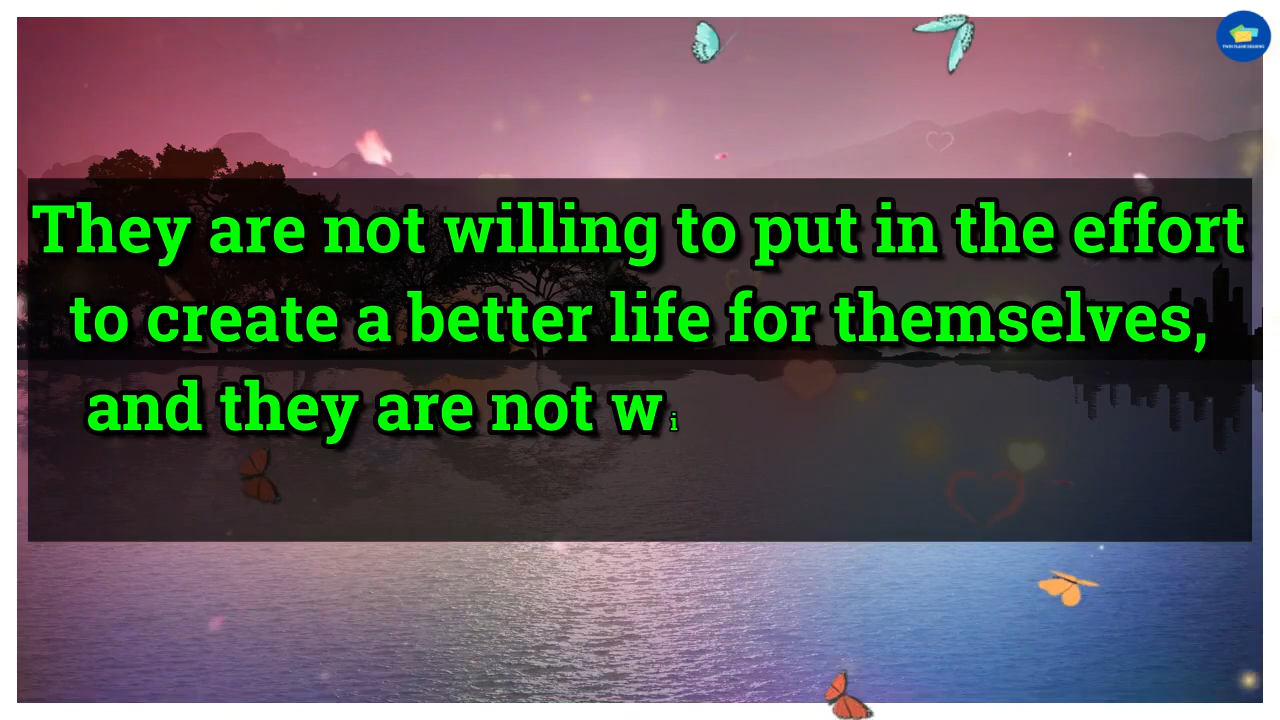 They are not willing to put in the effort
to create a better life for themselves,
and they are not wi